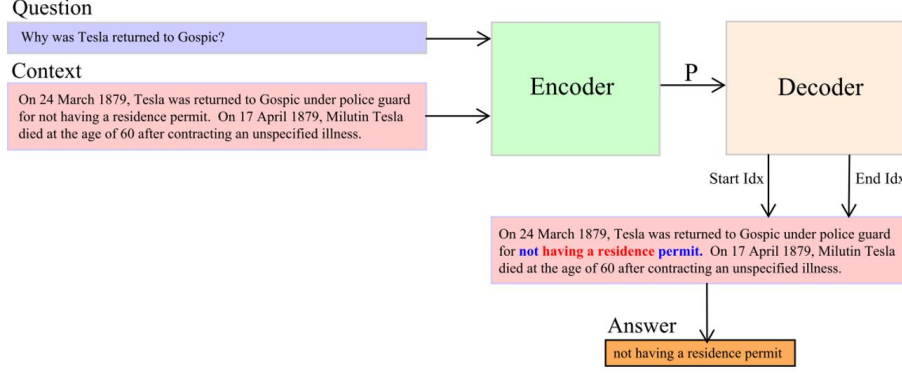 Question
Why was Tesla returned to Gospic?
Context
On 24 March 1879, Tesla was returned to Gospic under police guard
for not having a residence permit. On 17 April 1879, Milutin Tesla
died at the age of 60 after contracting an unspecified illness.
Encoder
P
Decoder
Start Idx
End Idx
On 24 March 1879, Tesla was returned to Gospic under police guard
for not having a residence permit. On 17 April 1879, Milutin Tesla
died at the age of 60 after contracting an unspecified illness.
Answer
not having a residence permit